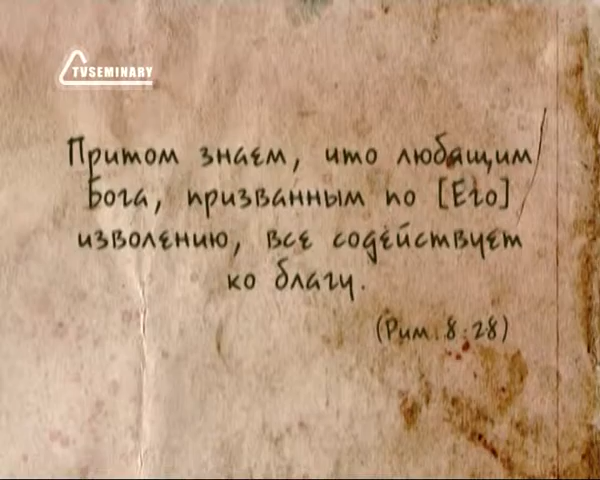 TVSEMINARY
Притом знаем, что любящим
Бога, призванным по [Его]
изволению, все содействует
ко благу.
(Рим. 8:28)